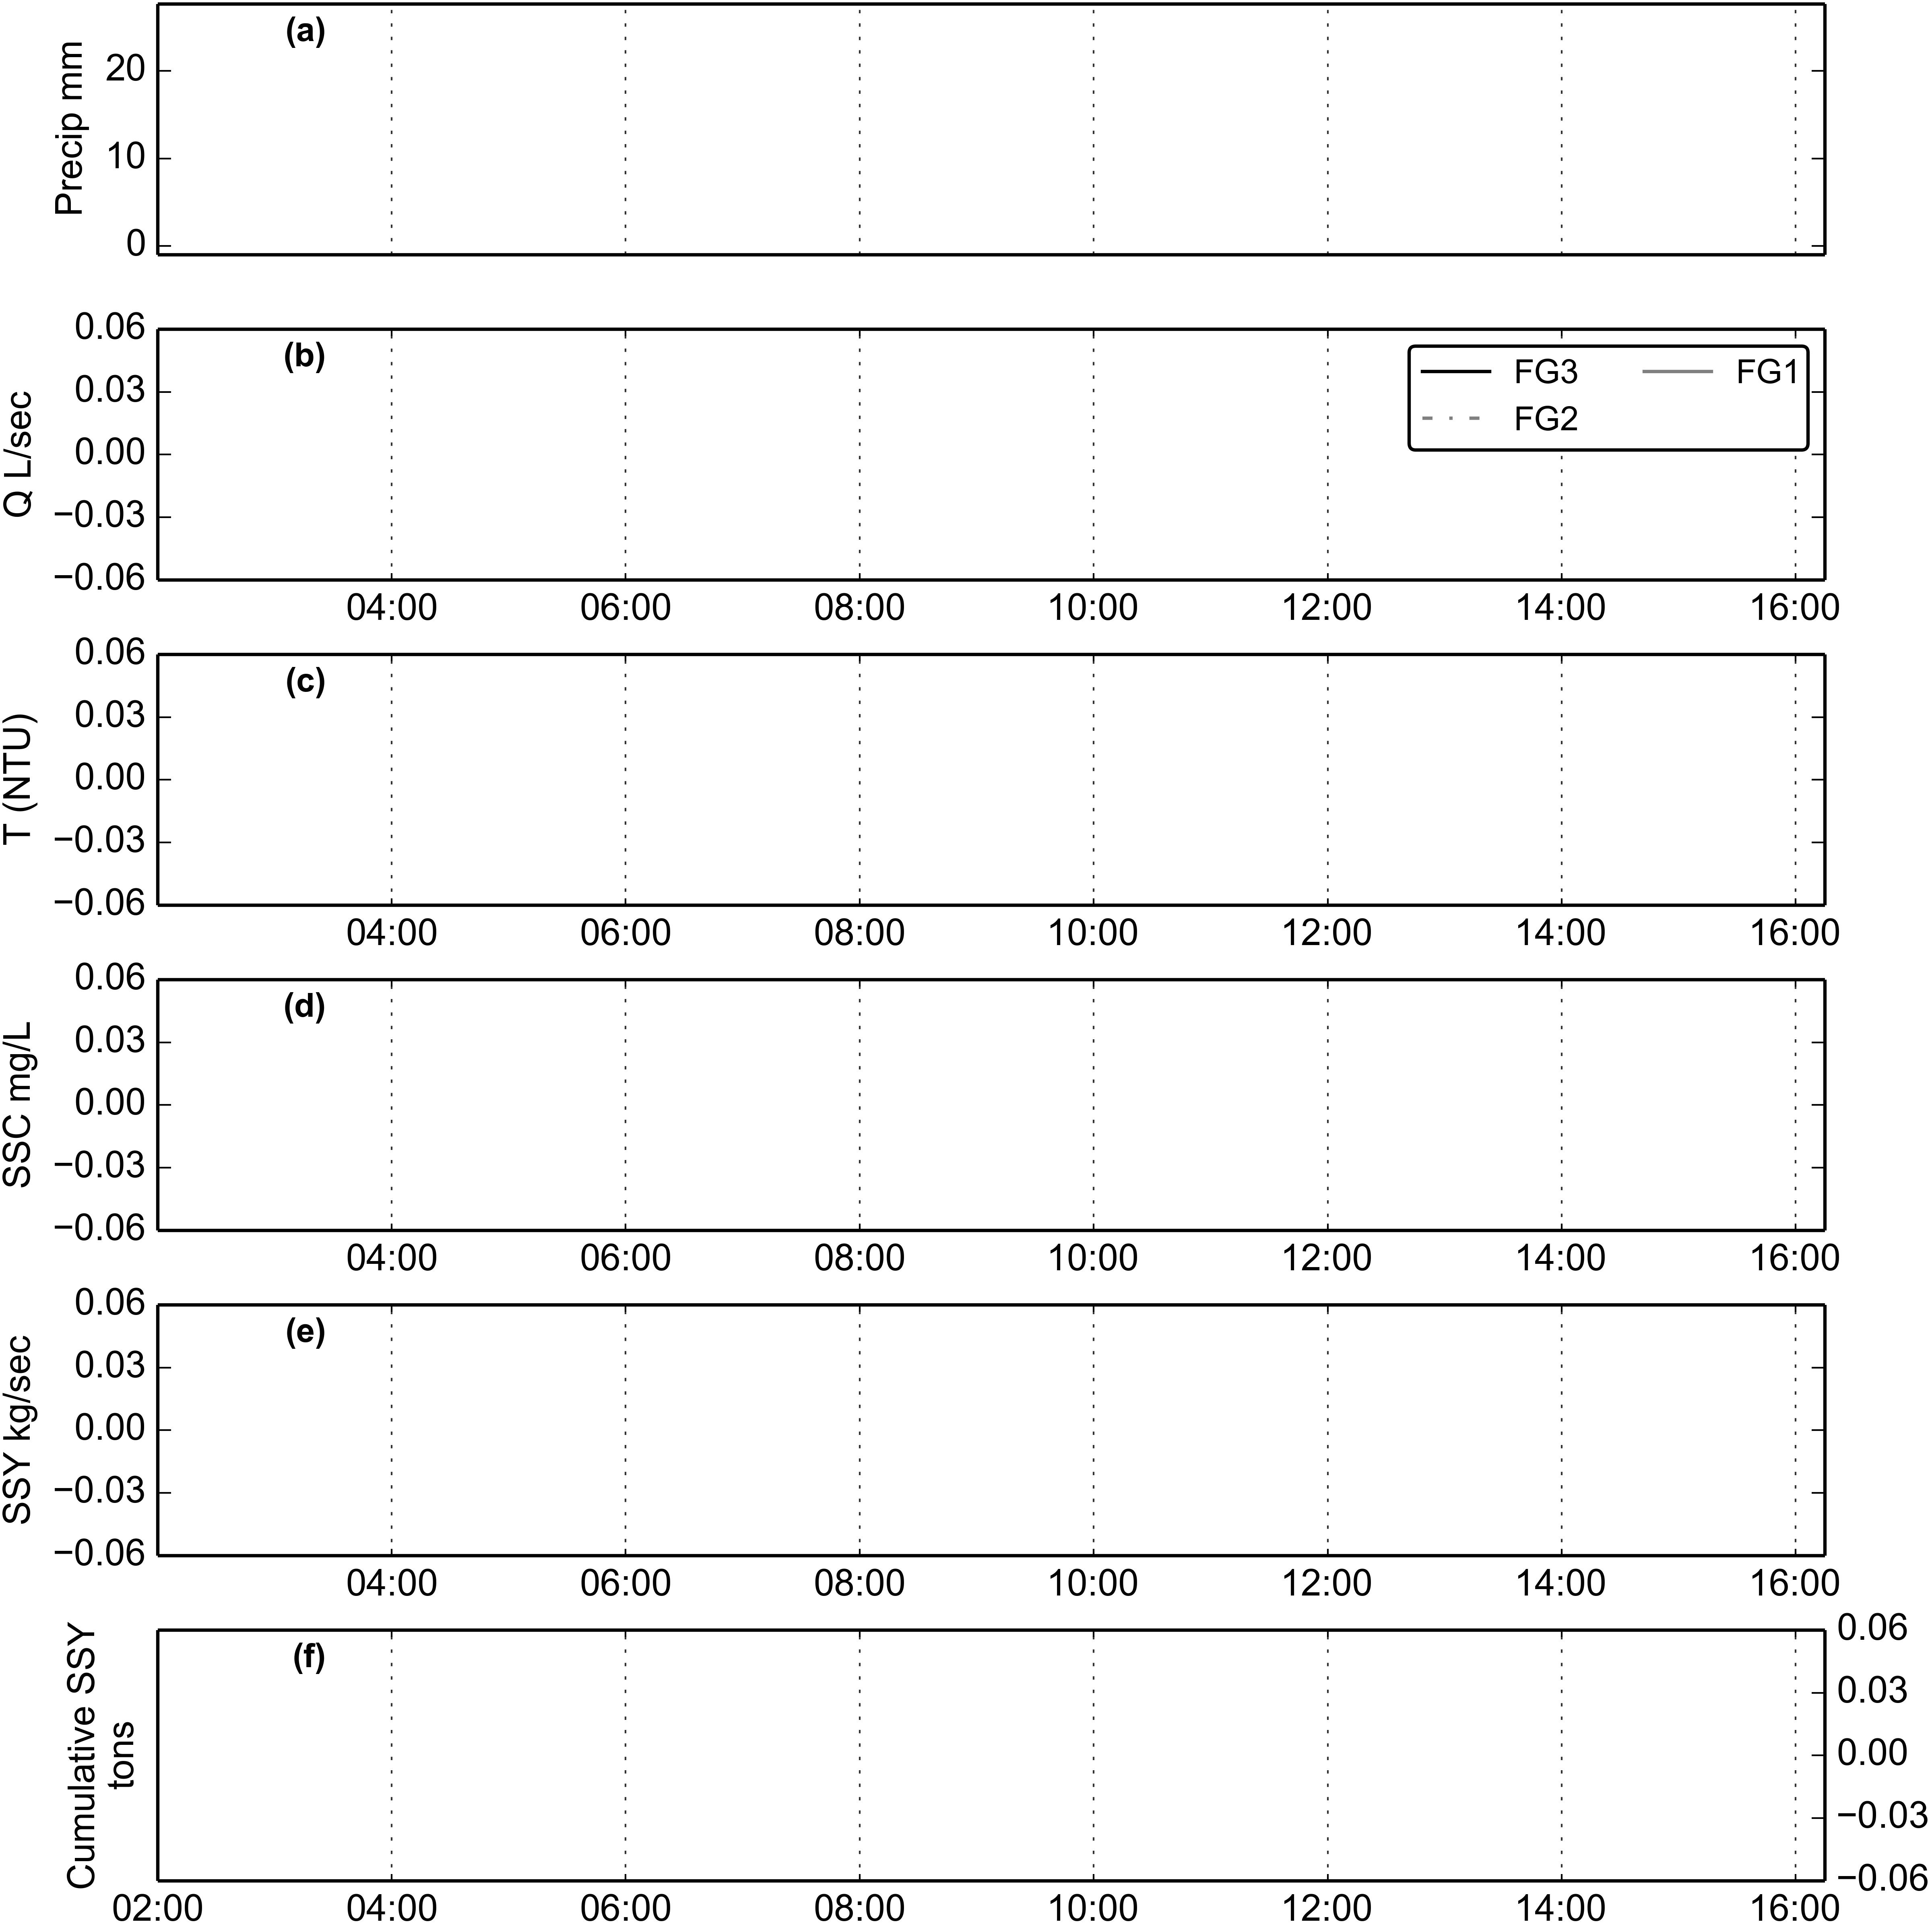 (a)
Precip mm
20
10
0
(b)
Q L/sec
0.06
0.03
0.00
−0.03
−0.06
FG3 FG1
FG2
04:00 06:00 08:00 10:00 12:00 14:00 16:00
(c)
T (NTU)
0.06
0.03
0.00
−0.03
−0.06
04:00 06:00 08:00 10:00 12:00 14:00 16:00
(d)
SSC mg/L
0.06
0.03
0.00
−0.03
−0.06
04:00 06:00 08:00 10:00 12:00 14:00 16:00
(e)
SSY kg/sec
0.06
0.03
0.00
−0.03
−0.06
04:00 06:00 08:00 10:00 12:00 14:00 16:00
(f)
Cumulative SSY
tons
0.06
0.03
0.00
−0.03
−0.06
02:00 04:00 06:00 08:00 10:00 12:00 14:00 16:00